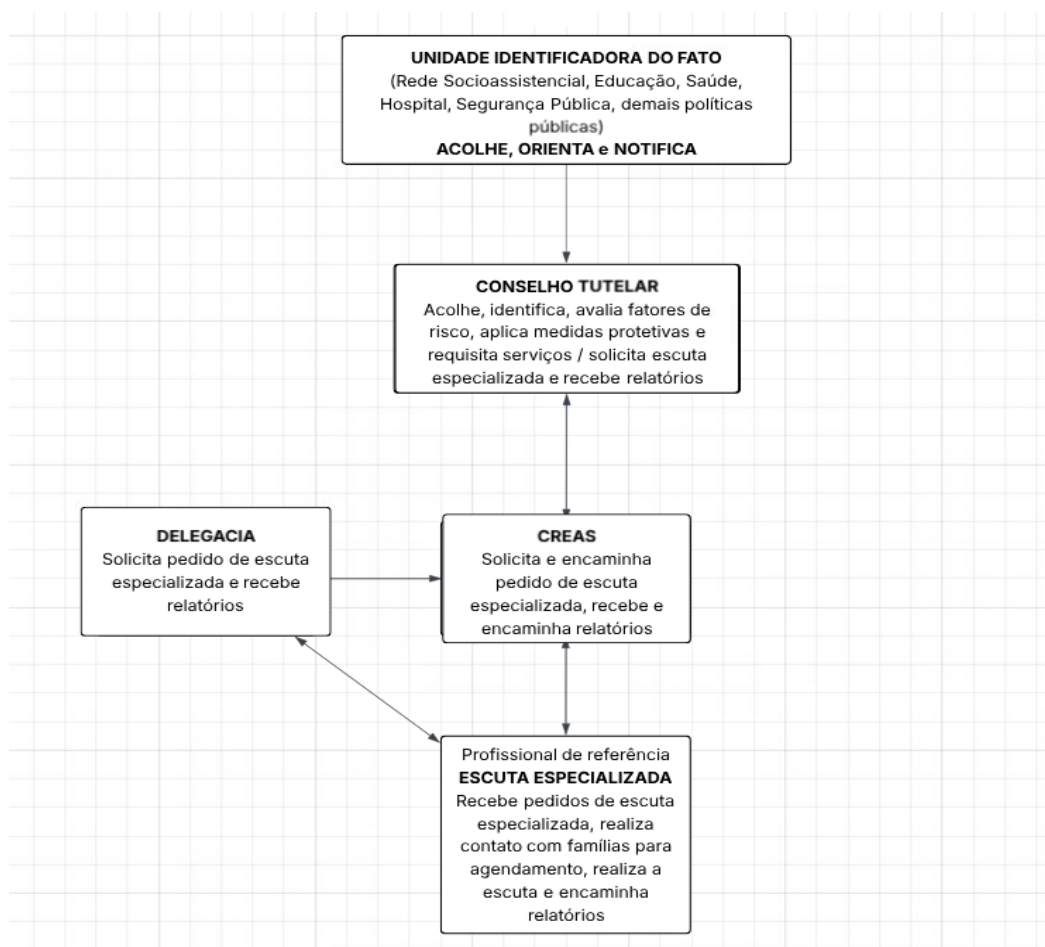 UNIDADE IDENTIFICADORA DO FATO
(Rede Socioassistencial, Educação, Saúde,
Hospital, Segurança Pública, demais políticas
públicas)
ACOLHE, ORIENTA e NOTIFICA
CONSELHO TUTELAR
Acolhe, identifica, avalia fatores de
risco, aplica medidas protetivas e
requisita serviços / solicita escuta
especializada e recebe relatórios
DELEGACIA
Solicita pedido de escuta
especializada e recebe
relatórios
CREAS
Solicita e encaminha
pedido de escuta
especializada, recebe e
encaminha relatórios
Profissional de referência
ESCUTA ESPECIALIZADA
Recebe pedidos de escuta
especializada, realiza
contato com famílias para
agendamento, realiza a
escuta e encaminha
relatórios